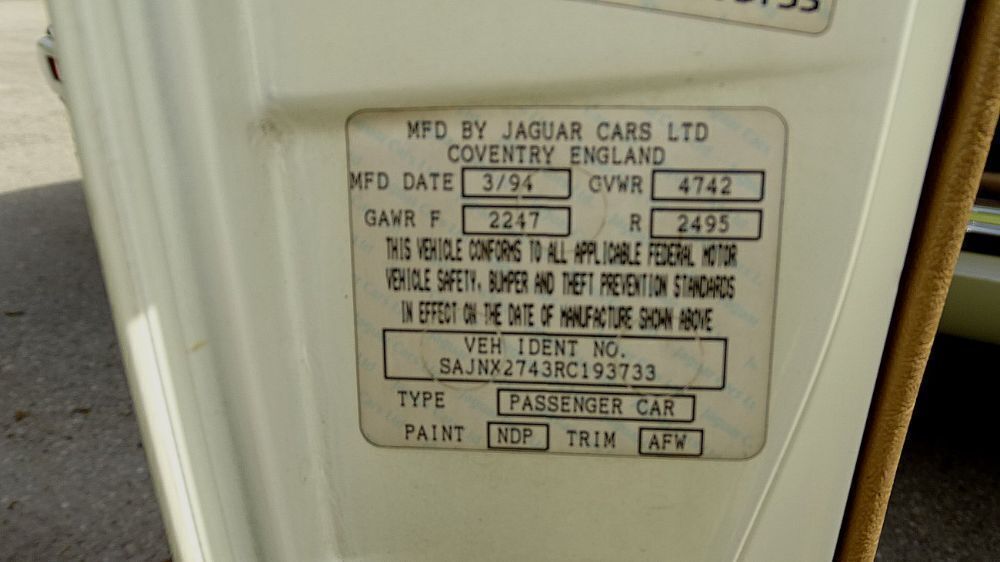 MFD BY JAGUAR CARS LTD
COVENTRY ENGLAND
MFD DATE 3/94 GVWR 4742
GAWR F 2247 R 2495
THIS VEHICLE CONFORMS TO ALL APPLICABLE FEDERAL MOTOR
VEHICLE SAFETY, BUMPER AND THEFT PREVENTION STANDARDS
IN EFFECT ON THE DATE OF MANUFACTURE SHOWN ABOVE
VEH IDENT NO.
SAJNX2743RC193733
TYPE PASSENGER CAR
PAINT NDP TRIM AFW